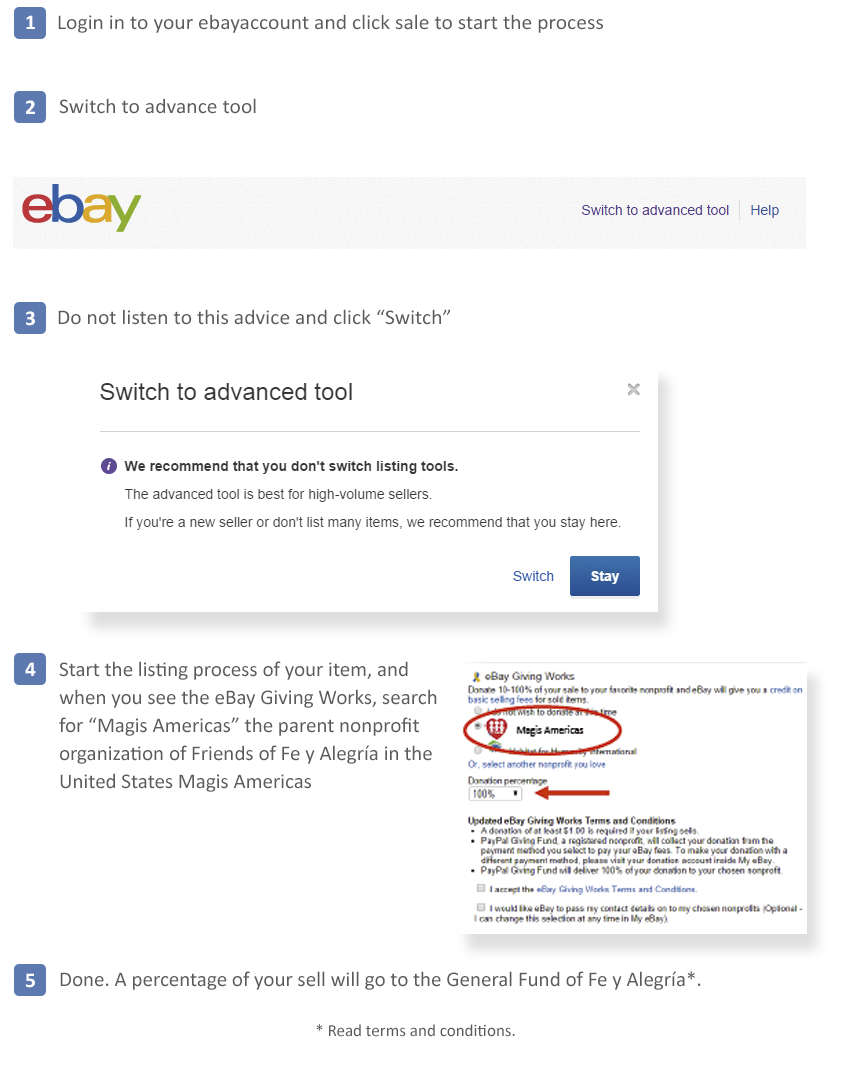 1 Login in to your ebayaccount and click sale to start the process
2 Switch to advance tool
ebay Switch to advanced tool Help
3 Do not listen to this advice and click “Switch”
Switch to advanced tool
We recommend that you don't switch listing tools.
The advanced tool is best for high-volume sellers.
If you're a new seller or don't list many items, we recommend that you stay here.
Switch Stay
4 Start the listing process of your item, and
when you see the eBay Giving Works, search
for “Magis Americas” the parent nonprofit
organization of Friends of Fe y Alegría in the
United States Magis Americas
eBay Giving Works
Donate 10-100% of your sale to your favorite nonprofit and eBay will give you a credit on
basic selling fees for sold items.
I do not wish to donate at this time
Magis Americas
Habitat for Humanity International
Or, select another nonprofit you love
Donation percentage
100%
Updated eBay Giving Works Terms and Conditions
• A donation of at least $1.00 is required if your listing sells.
• PayPal Giving Fund, a registered nonprofit, will collect your donation from the
payment method you select to pay your eBay fees. To make your donation with a
different payment method, please visit your donation account inside My eBay.
• PayPal Giving Fund will deliver 100% of your donation to your chosen nonprofit.
I accept the eBay Giving Works Terms and Conditions.
I would like eBay to pass my contact details on to my chosen nonprofits (Optional -
I can change this selection at any time in My eBay).
5 Done. A percentage of your sell will go to the General Fund of Fe y Alegría*.
* Read terms and conditions.